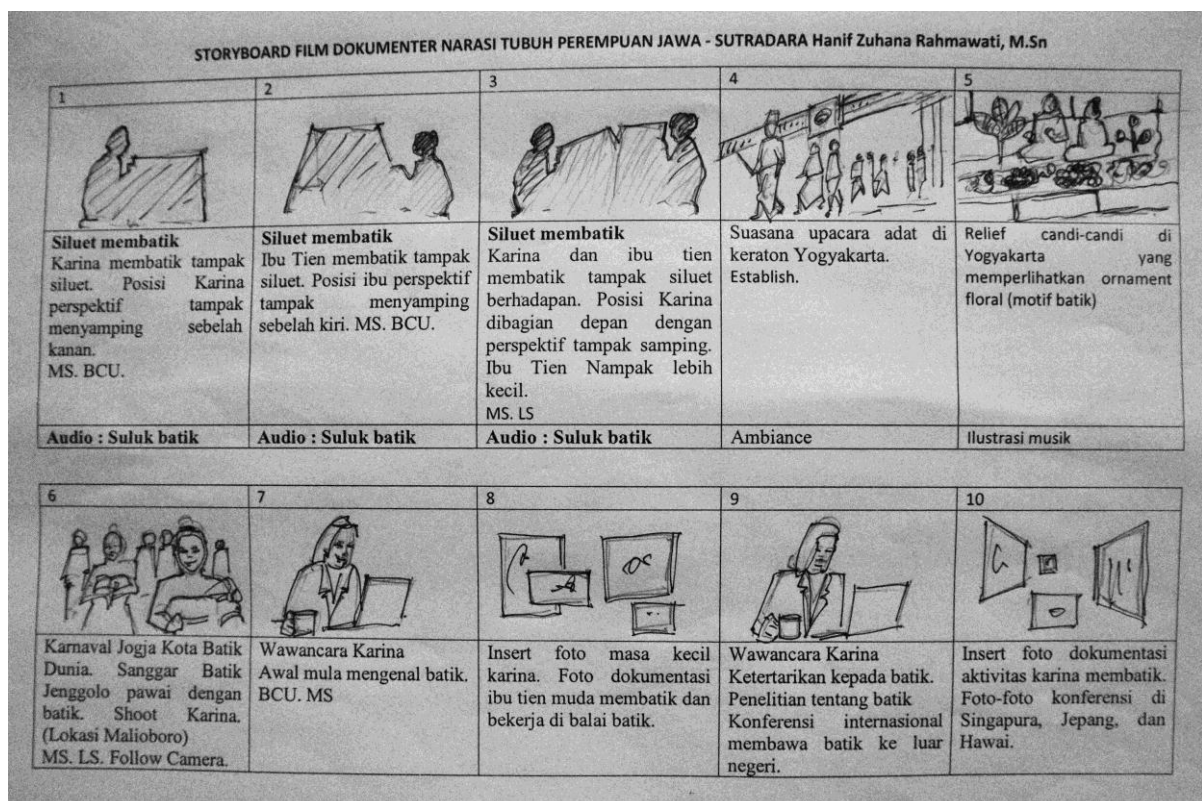 STORYBOARD FILM DOKUMENTER NARASI TUBUH PEREMPUAN JAWA - SUTRADARA Hanif Zuhana Rahmawati, M.Sn
1
Siluet membatik
Karina membatik tampak
siluet. Posisi Karina
perspektif tampak
menyamping sebelah
kanan.
MS. BCU.
Audio : Suluk batik
2
Siluet membatik
Ibu Tien membatik tampak
siluet. Posisi ibu perspektif
tampak menyamping
sebelah kiri. MS. BCU.
Audio : Suluk batik
3
Siluet membatik
Karina dan ibu tien
membatik tampak siluet
berhadapan. Posisi Karina
dibagian depan dengan
perspektif tampak samping.
Ibu Tien Nampak lebih
kecil.
MS. LS
Audio : Suluk batik
4
Suasana upacara adat di
keraton Yogyakarta.
Establish.
Ambiance
5
Relief candi-candi di
Yogyakarta yang
memperlihatkan ornament
floral (motif batik)
Ilustrasi musik
6
Karnaval Jogja Kota Batik
Dunia. Sanggar Batik
Jenggolo pawai dengan
batik. Shoot Karina.
(Lokasi Malioboro)
MS. LS. Follow Camera.
7
Wawancara Karina
Awal mula mengenal batik.
BCU. MS
8
Insert foto masa kecil
karina. Foto dokumentasi
ibu tien muda membatik dan
bekerja di balai batik.
9
Wawancara Karina
Ketertarikan kepada batik.
Penelitian tentang batik
Konferensi internasional
membawa batik ke luar
negeri.
10
Insert foto dokumentasi
aktivitas karina membatik.
Foto-foto konferensi di
Singapura, Jepang, dan
Hawai.